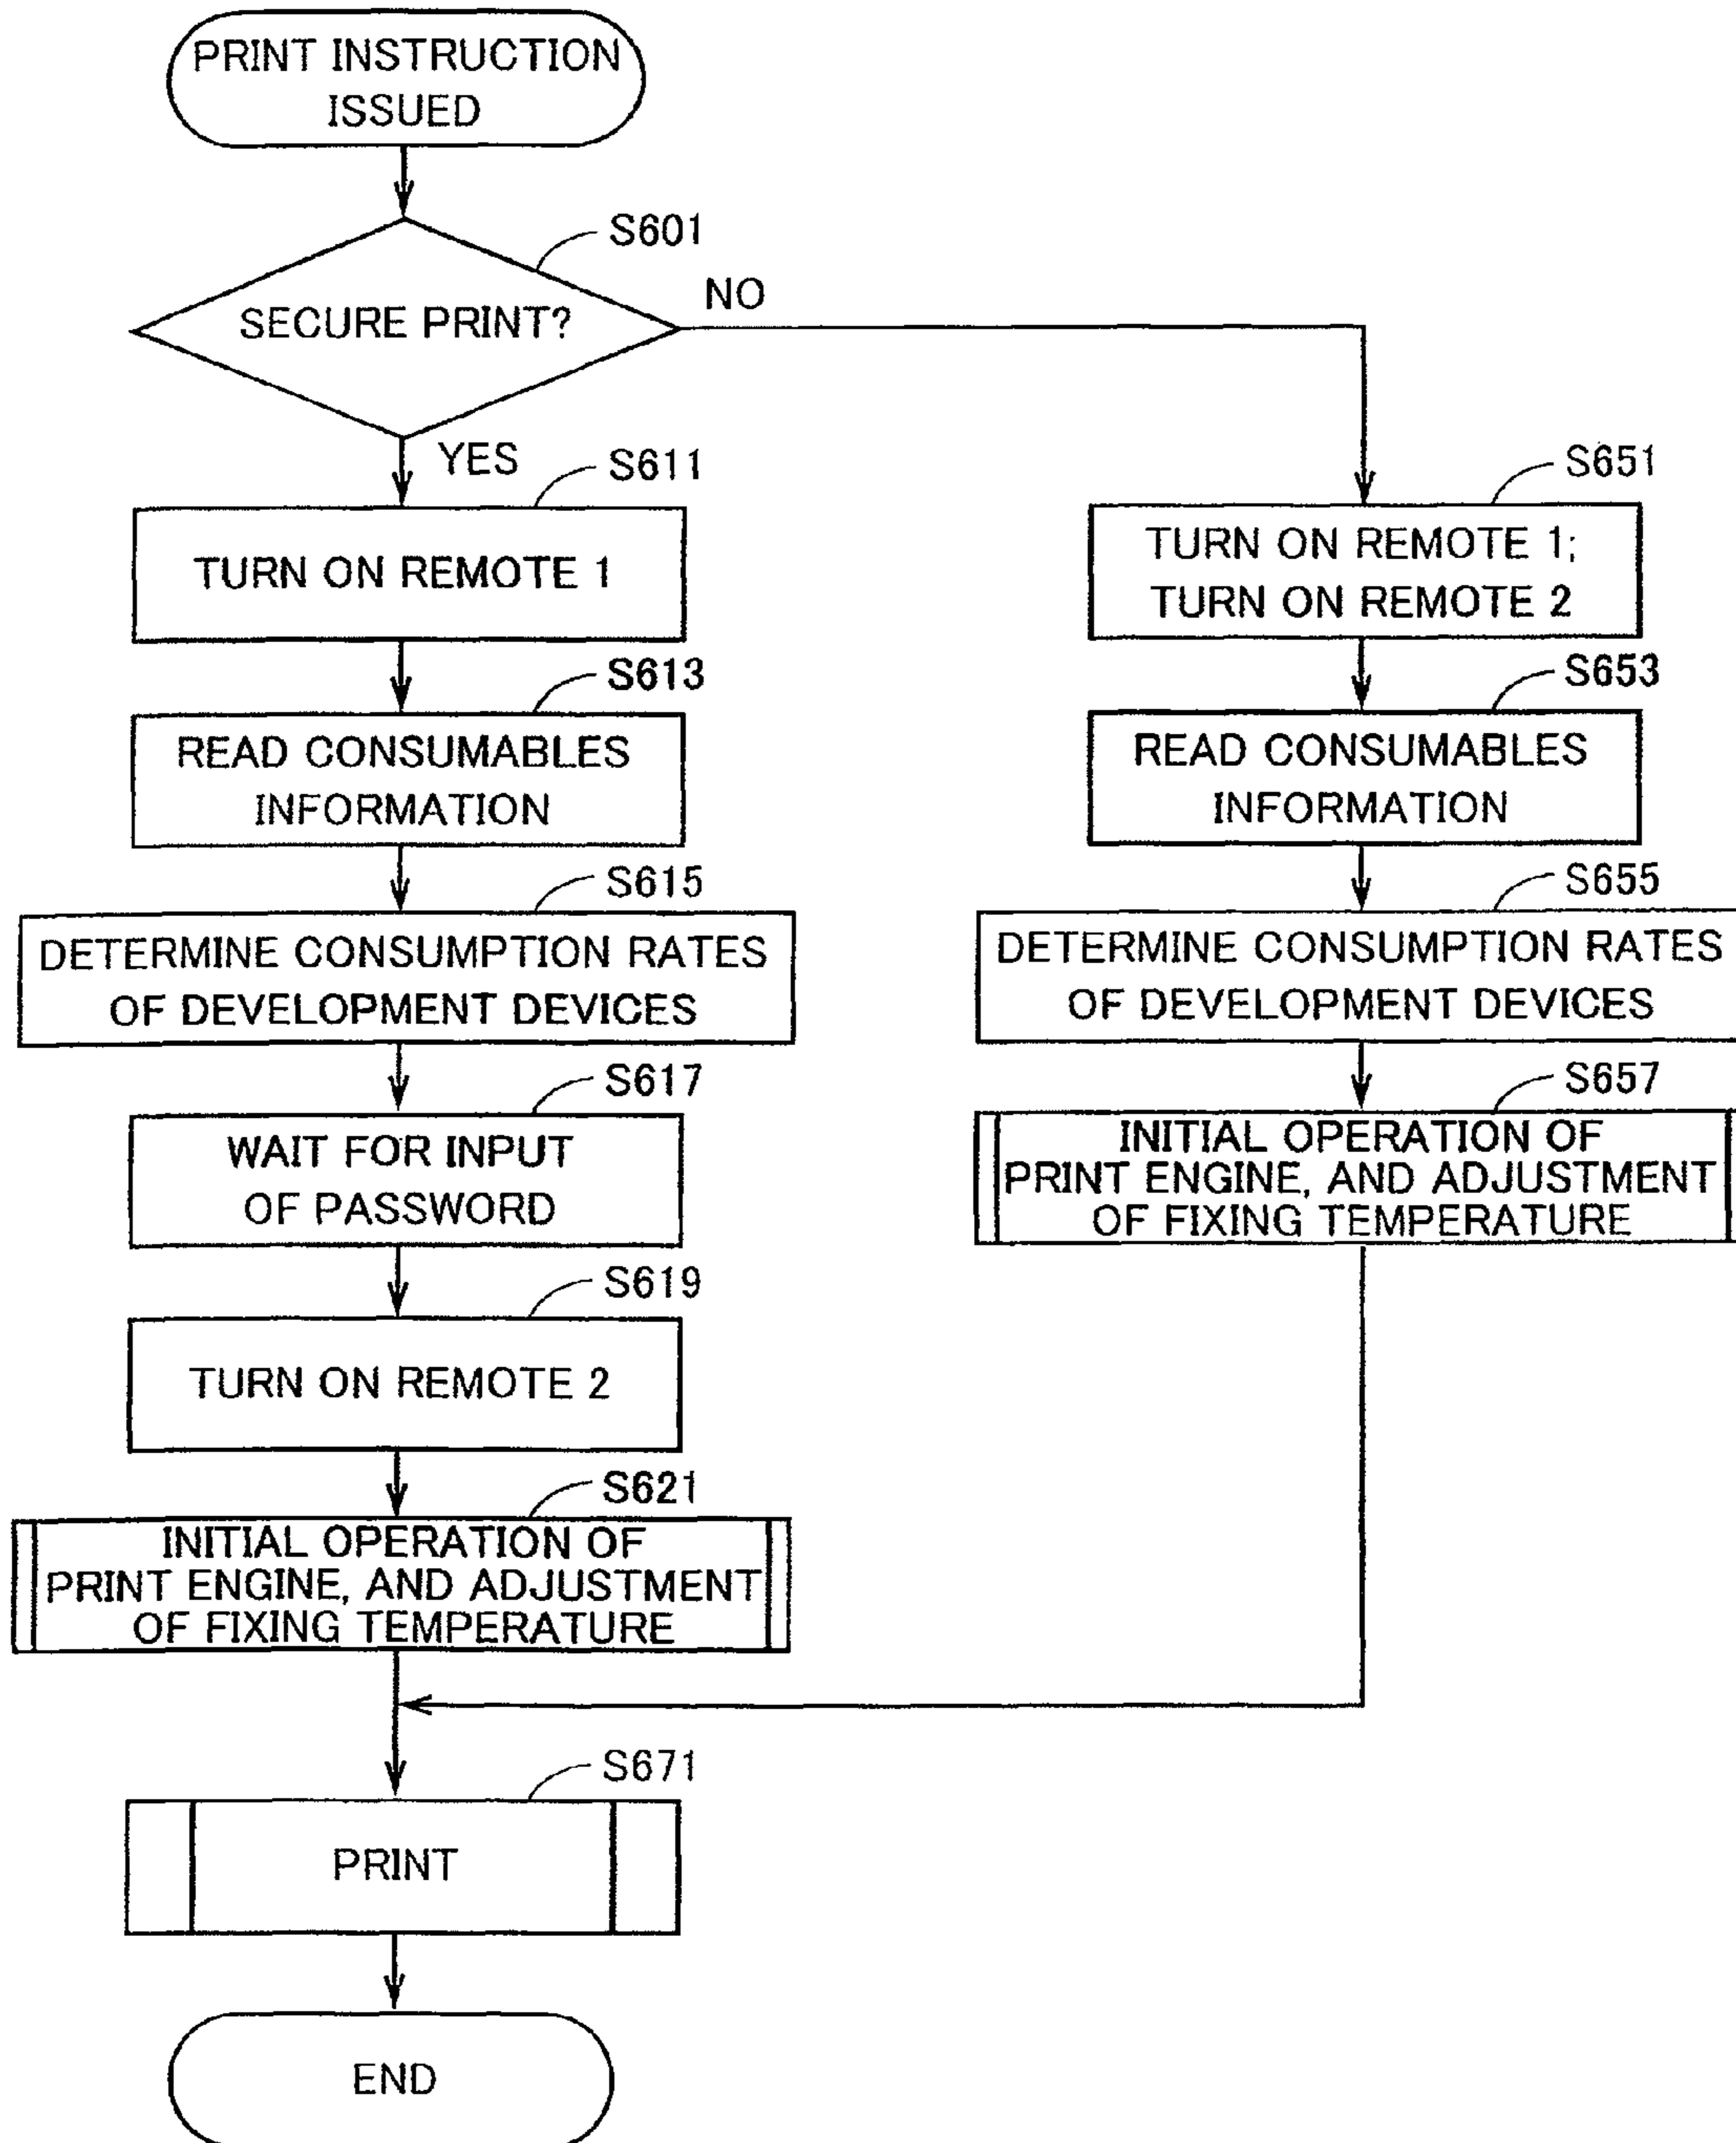 PRINT INSTRUCTION
ISSUED
S601
SECURE PRINT?
NO
YES
S611
TURN ON REMOTE 1
S613
READ CONSUMABLES
INFORMATION
S615
DETERMINE CONSUMPTION RATES
OF DEVELOPMENT DEVICES
S617
WAIT FOR INPUT
OF PASSWORD
S619
TURN ON REMOTE 2
S621
INITIAL OPERATION OF
PRINT ENGINE, AND ADJUSTMENT
OF FIXING TEMPERATURE
S651
TURN ON REMOTE 1;
TURN ON REMOTE 2
S653
READ CONSUMABLES
INFORMATION
S655
DETERMINE CONSUMPTION RATES
OF DEVELOPMENT DEVICES
S657
INITIAL OPERATION OF
PRINT ENGINE, AND ADJUSTMENT
OF FIXING TEMPERATURE
S671
PRINT
END